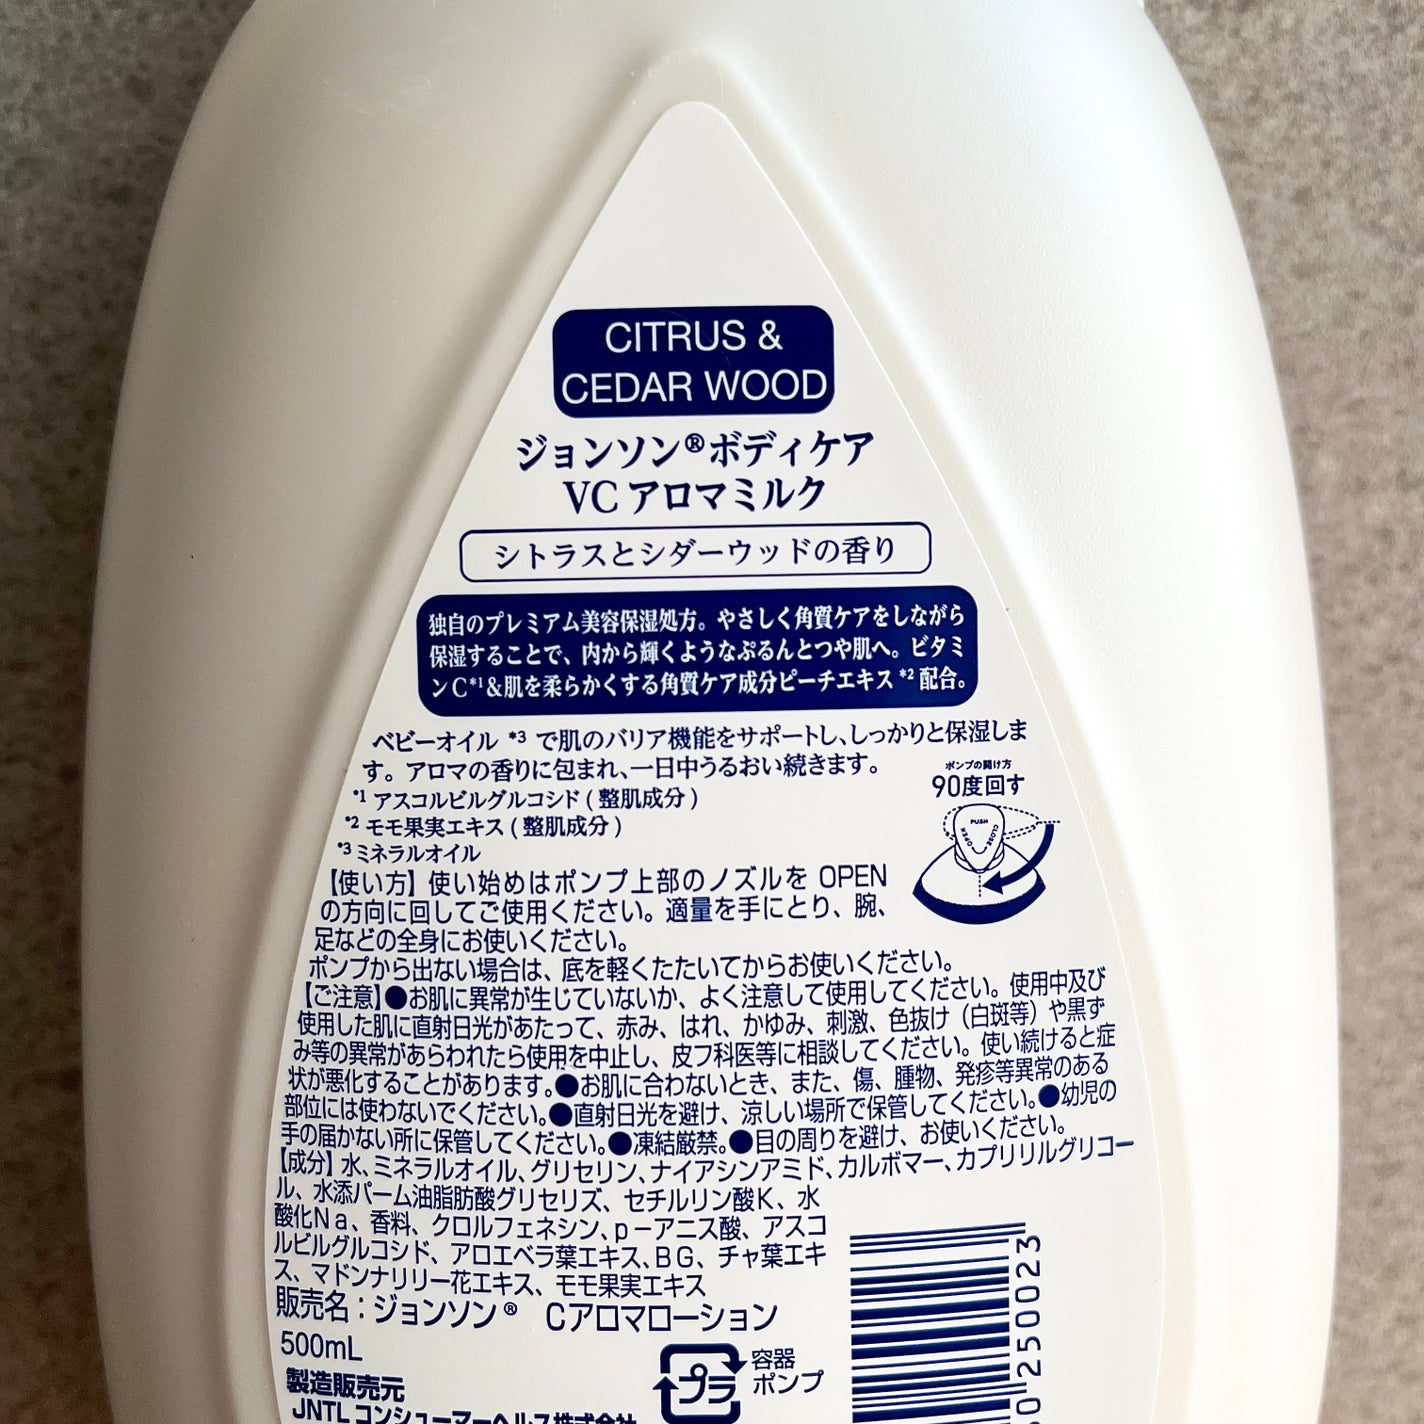 CITRUS &
CEDAR WOOD
ジョンソン®ボディケア
VC アロマミルク
シトラスとシダーウッドの香り
独自のプレミアム美容保湿処方。やさしく角質ケアをしながら
保湿することで、内から輝くようなぷるんとつや肌へ。ビタミ
ンC*1&肌を柔らかくする角質ケア成分ピーチエキス*2配合。
ベビーオイル *3 で肌のバリア機能をサポートし、しっかりと保湿しま
す。アロマの香りに包まれ、一日中うるおい続きます。
*1 アスコルビルグルコシド ( 整肌成分 )
*2 モモ果実エキス ( 整肌成分 )
*3 ミネラルオイル
ポンプの開け方
90度回す
PUSH
OPEN
CLOSE
【使い方】使い始めはポンプ上部のノズルを OPEN
の方向に回してご使用ください。適量を手にとり、腕、
足などの全身にお使いください。
ポンプから出ない場合は、底を軽くたたいてからお使いください。
【ご注意】●お肌に異常が生じていないか、よく注意して使用してください。使用中及び
使用した肌に直射日光があたって、赤み、はれ、かゆみ、刺激、色抜け（白斑等）や黒ず
み等の異常があらわれたら使用を中止し、皮フ科医等に相談してください。使い続けると症
状が悪化することがあります。●お肌に合わないとき、また、傷、腫物、発疹等異常のある
部位には使わないでください。●直射日光を避け、涼しい場所で保管してください。●幼児の
手の届かない所に保管してください。●凍結厳禁。●目の周りを避け、お使いください。
【成分】水、ミネラルオイル、グリセリン、ナイアシンアミド、カルボマー、カプリリルグリコー
ル、水添パーム油脂肪酸グリセリズ、セチルリン酸K、水
酸化Na、香料、クロルフェネシン、p－アニス酸、アスコ
ルビルグルコシド、アロエベラ葉エキス、BG、チャ葉エキ
ス、マドンナリリー花エキス、モモ果実エキス
販売名：ジョンソン® Cアロマローション
500mL
プラ
容器
ポンプ
製造販売元
JNTLコンシューマーヘルス株式会社
0250023